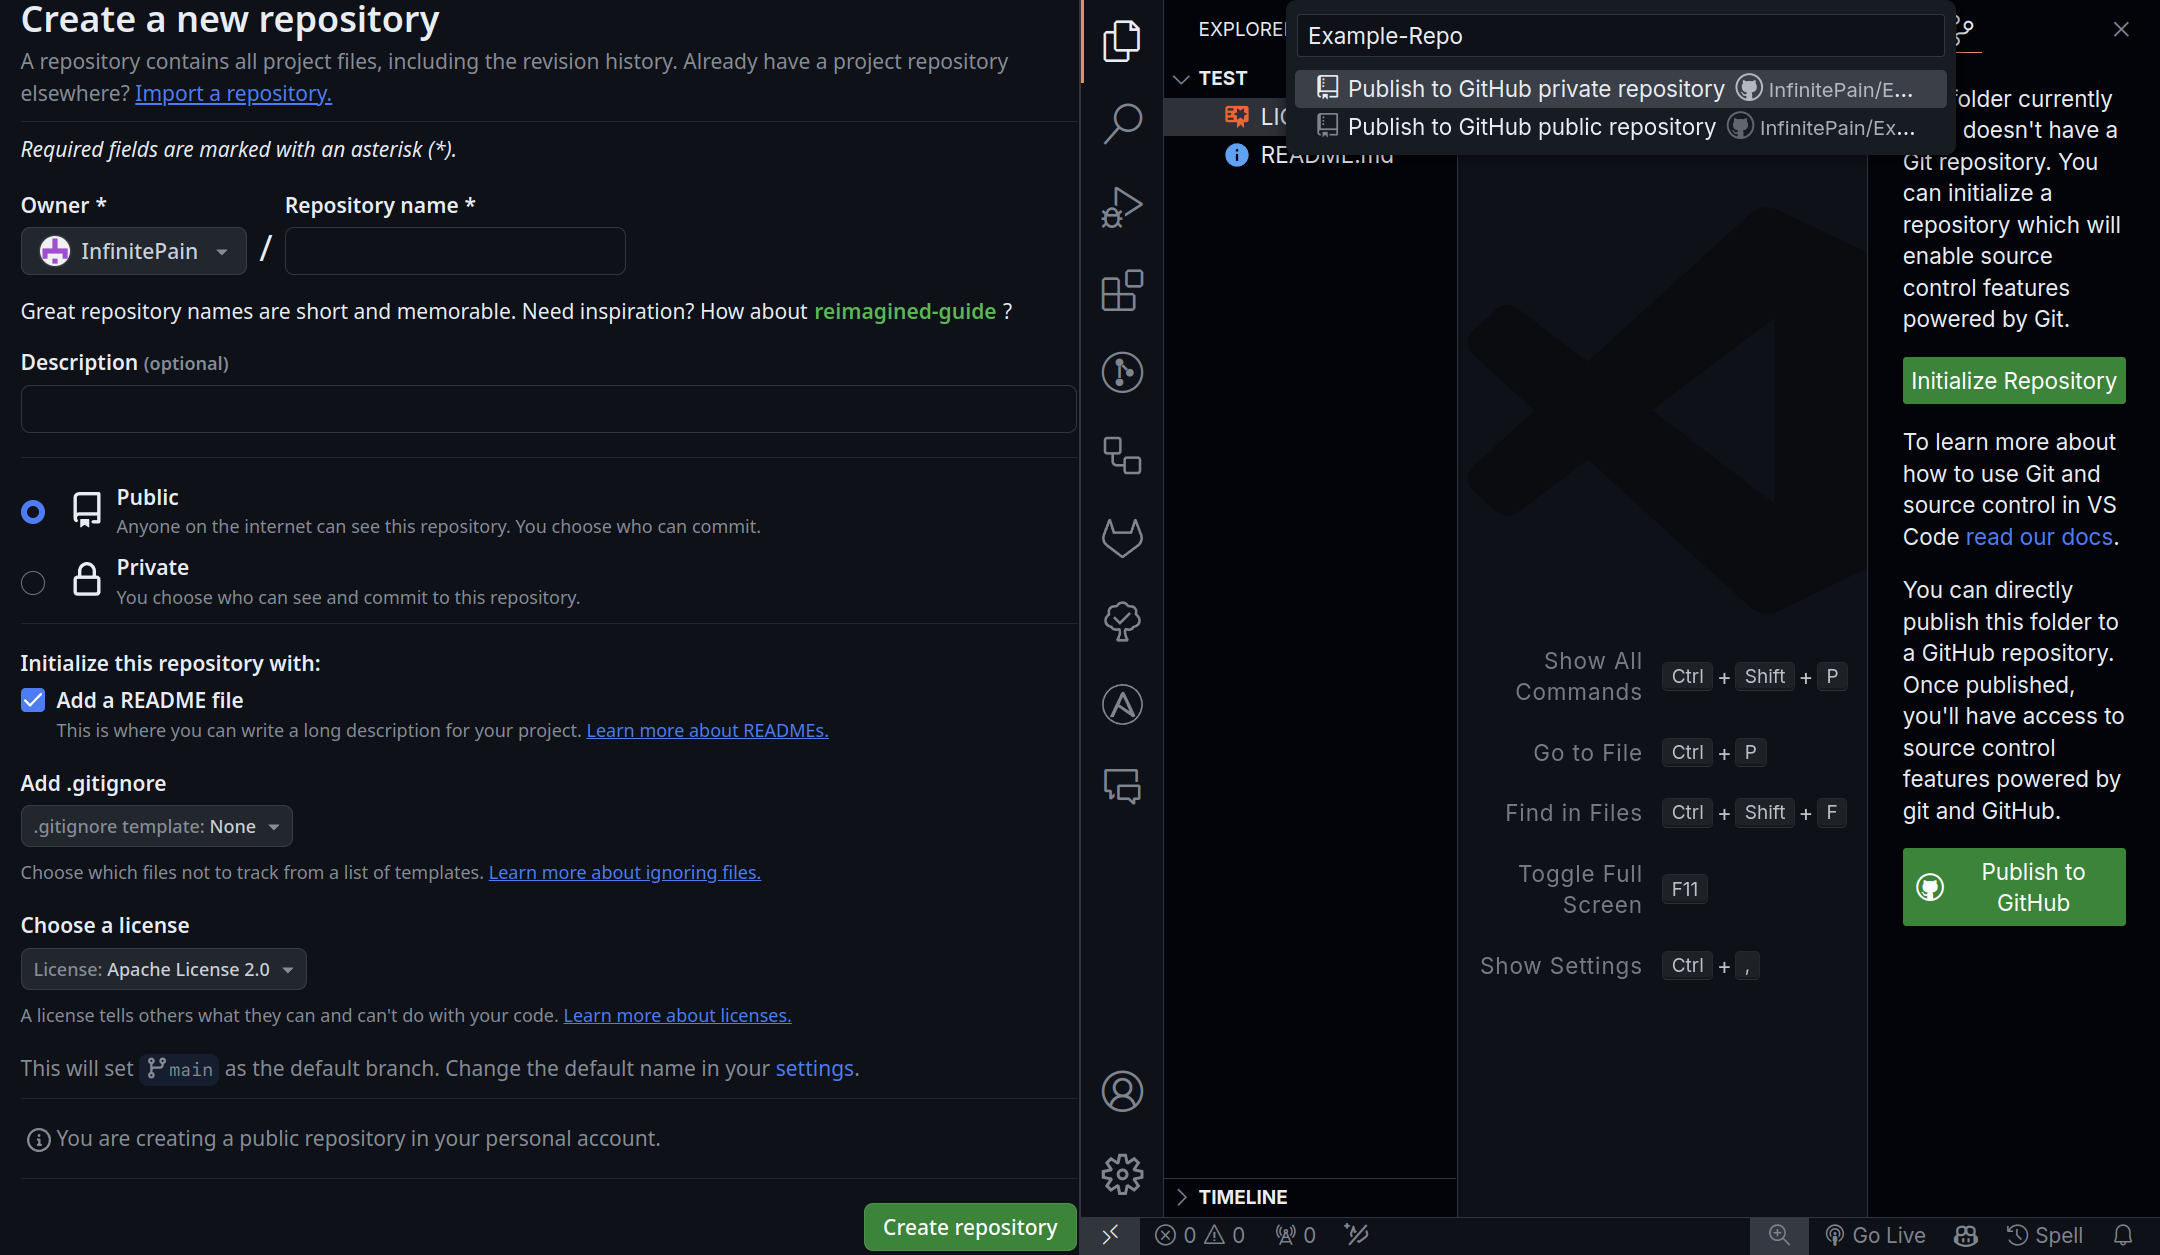 Create a new repository
A repository contains all project files, including the revision history. Already have a project repository
elsewhere? Import a repository.
Required fields are marked with an asterisk (*).
Owner * Repository name *
InfinitePain /
Great repository names are short and memorable. Need inspiration? How about reimagined-guide ?
Description (optional)
Public
Anyone on the internet can see this repository. You choose who can commit.
Private
You choose who can see and commit to this repository.
Initialize this repository with:
Add a README file
This is where you can write a long description for your project. Learn more about READMEs.
Add .gitignore
.gitignore template: None
Choose which files not to track from a list of templates. Learn more about ignoring files.
Choose a license
License: Apache License 2.0
A license tells others what they can and can't do with your code. Learn more about licenses.
This will set main as the default branch. Change the default name in your settings.
You are creating a public repository in your personal account.
Create repository
EXPLORE
Example-Repo
Publish to GitHub private repository InfinitePain/E...
Publish to GitHub public repository InfinitePain/Ex...
TEST
LIC
README.md
Show All
Commands
Ctrl + Shift + P
Go to File Ctrl + P
Find in Files Ctrl + Shift + F
Toggle Full
Screen
F11
Show Settings Ctrl + ,
TIMELINE
older currently
doesn't have a
Git repository. You
can initialize a
repository which will
enable source
control features
powered by Git.
Initialize Repository
To learn more about
how to use Git and
source control in VS
Code read our docs.
You can directly
publish this folder to
a GitHub repository.
Once published,
you'll have access to
source control
features powered by
git and GitHub.
Publish to
GitHub
0 0 0
Go Live Spell